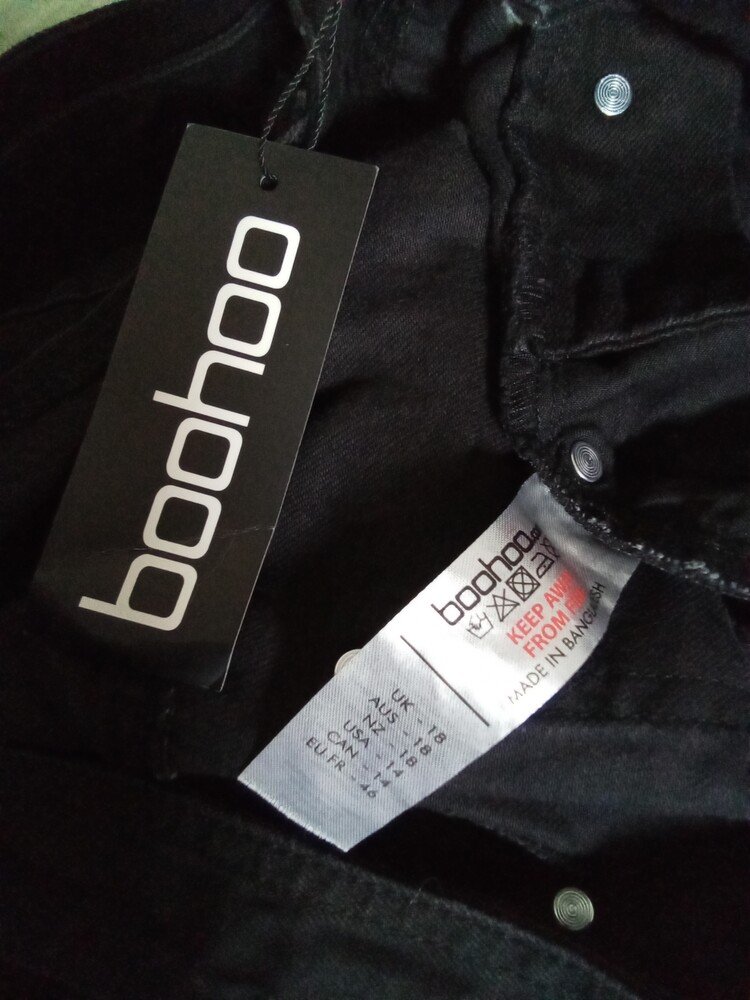 boohoo
boohoo
KEEP AWAY
FROM FIRE
MADE IN BANGLADESH
UK - 18
AUS - 18
NZ - 18
USA - 14
CAN - 14
EU FR - 46